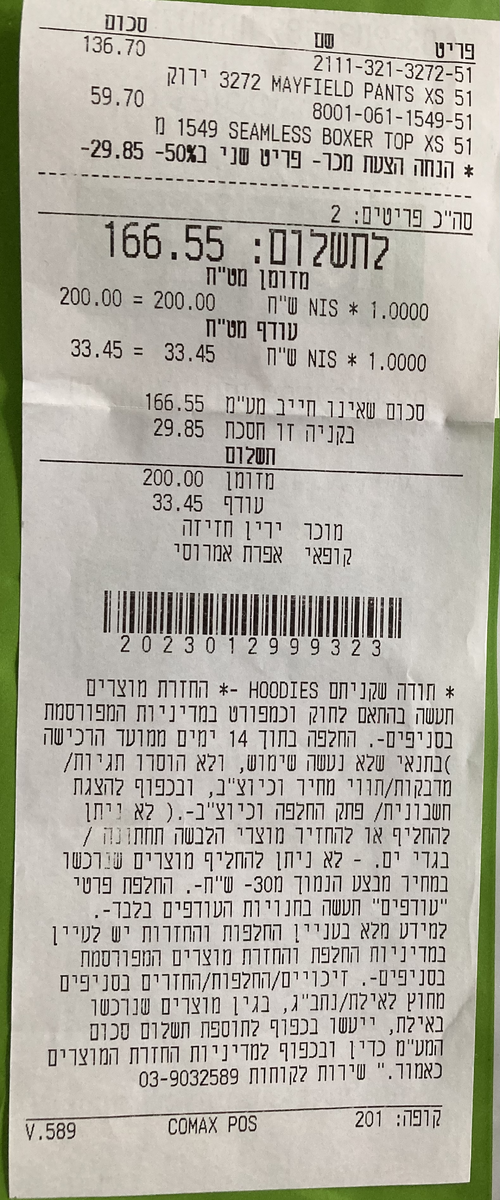 פריט שם סכום
2111-321-3272-51 136.70
3272 MAYFIELD PANTS XS 51 ירוק
8001-061-1549-51 59.70
1549 SEAMLESS BOXER TOP XS 51 מ
* הנחה הצעת מכר- פריט שני ב50%- 29.85-
סה"כ פריטים: 2
לתשלום: 166.55
מזומן מט"ח
1.0000 * NIS ש"ח 200.00 = 200.00
עודף מט"ח
1.0000 * NIS ש"ח 33.45 = 33.45
סכום שאינו חייב מע"מ 166.55
בקניה זו חסכת 29.85
תשלום
מזומן 200.00
עודף 33.45
מוכר ירין חזיזה
קופאי אפרת אמרוסי
2023012999323
* תודה שקניתם HOODIES -* החזרת מוצרים
תעשה בהתאם לחוק וכמפורט במדיניות המפורסמת
בסניפים-. החלפה בתוך 14 ימים ממועד הרכישה
)בתנאי שלא נעשה שימוש, ולא הוסרו תגיות/
מדבקות/תווי מחיר וכיוצ"ב, ובכפוף להצגת
חשבונית/ פתק החלפה וכיוצ"ב-.( לא ניתן
להחליף או להחזיר מוצרי הלבשה תחתונה /
בגדי ים. - לא ניתן להחליף מוצרים שנרכשו
במחיר מבצע הנמוך מ30- ש"ח-. החלפת פרטי
"עודפים" תעשה בחנויות העודפים בלבד-.
למידע מלא בעניין החלפות והחזרות יש לעיין
במדיניות החלפת והחזרת מוצרים המפורסמת
בסניפים-. זיכויים/החלפות/החזרים בסניפים
מחוץ לאילת/נתב"ג, בגין מוצרים שנרכשו
באילת, ייעשו בכפוף לתוספת תשלום סכום
המע"מ כדין ובכפוף למדיניות החזרת המוצרים
כאמור." שירות לקוחות 03-9032589
קופה: 201 COMAX POS V.589